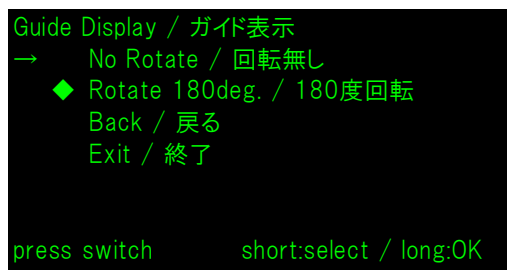 Guide Display / ガイド表示
→ No Rotate / 回転無し
◆ Rotate 180deg. / 180度回転
Back / 戻る
Exit / 終了
press switch short:select / long:OK